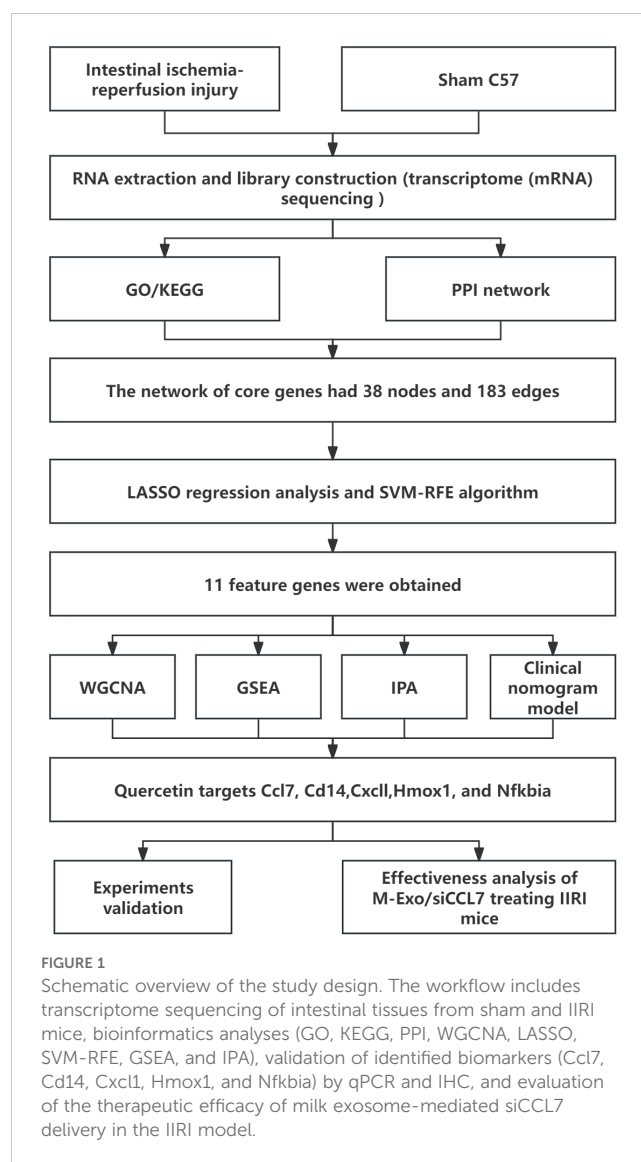 Intestinal ischemia-
reperfusion injury
Sham C57
RNA extraction and library construction (transcriptome (mRNA)
sequencing )
GO/KEGG
PPI network
The network of core genes had 38 nodes and 183 edges
LASSO regression analysis and SVM-RFE algorithm
11 feature genes were obtained
WGCNA
GSEA
IPA
Clinical
nomogram
model
Quercetin targets Ccl7, Cd14,Cxcll,Hmox1, and Nfkbia
Experiments
validation
Effectiveness analysis of
M-Exo/siCCL7 treating IIRI
mice
FIGURE 1
Schematic overview of the study design. The workflow includes
transcriptome sequencing of intestinal tissues from sham and IIRI
mice, bioinformatics analyses (GO, KEGG, PPI, WGCNA, LASSO,
SVM-RFE, GSEA, and IPA), validation of identified biomarkers (Ccl7,
Cd14, Cxcl1, Hmox1, and Nfkbia) by qPCR and IHC, and evaluation
of the therapeutic efficacy of milk exosome-mediated siCCL7
delivery in the IIRI model.